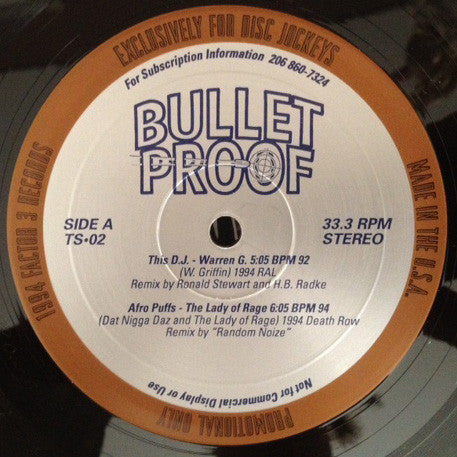 EXCLUSIVELY FOR DISC JOCKEYS
For Subscription Information 206 860-7324
BULLET
PROOF
SIDE A
TS•02
33.3 RPM
STEREO
This D.J. - Warren G. 5:05 BPM 92
(W. Griffin) 1994 RAL
Remix by Ronald Stewart and H.B. Radke
Afro Puffs - The Lady of Rage 6:05 BPM 94
(Dat Nigga Daz and The Lady of Rage) 1994 Death Row
Remix by "Random Noize"
Not for Commercial Display or Use
PROMOTIONAL ONLY
1994 FACTOR 3 RECORDS
MADE IN THE U.S.A.